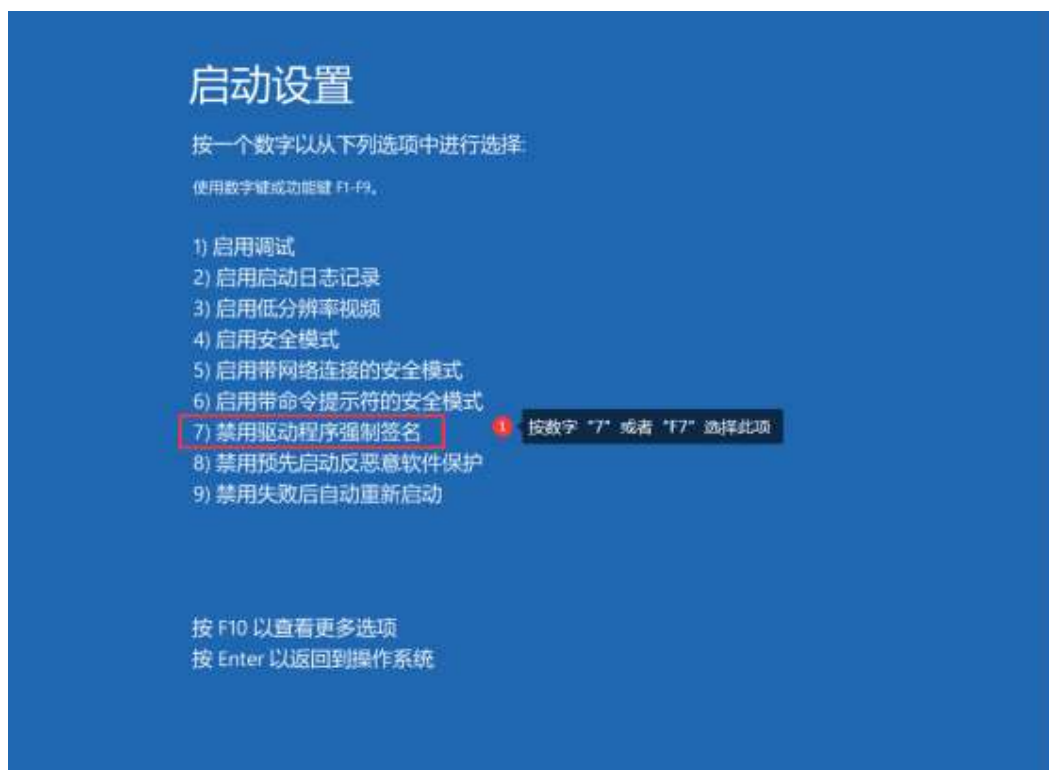 启动设置
按一个数字以从下列选项中进行选择:
使用数字键或功能键 F1-F9。
1) 启用调试
2) 启用启动日志记录
3) 启用低分辨率视频
4) 启用安全模式
5) 启用带网络连接的安全模式
6) 启用带命令提示符的安全模式
7) 禁用驱动程序强制签名
1 按数字 "7" 或者 "F7" 选择此项
8) 禁用预先启动反恶意软件保护
9) 禁用失败后自动重新启动
按 F10 以查看更多选项
按 Enter 以返回到操作系统